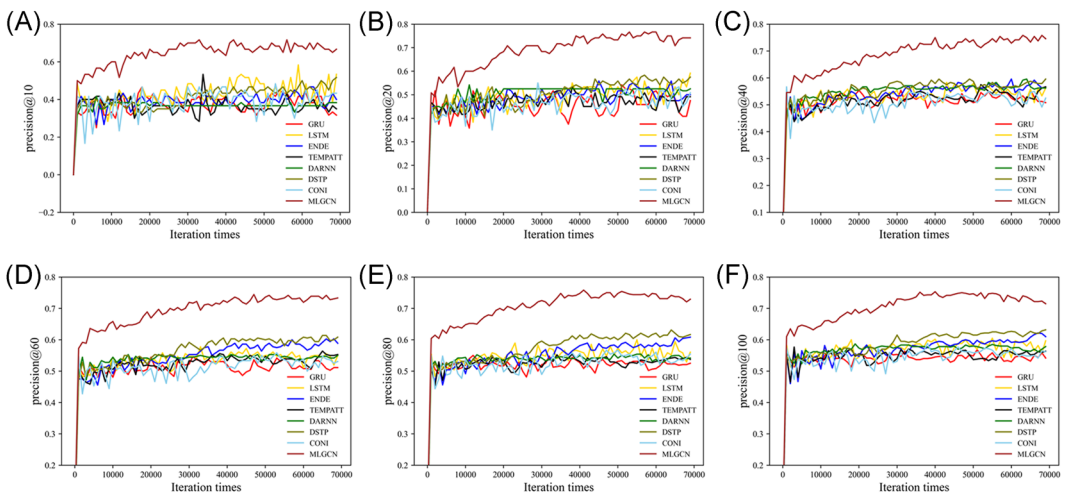 (A)
precision@10
0.8
0.6
0.4
0.2
0.0
−0.2
0 10000 20000 30000 40000 50000 60000 70000
Iteration times
GRU
LSTM
ENDE
TEMPATT
DARNN
DSTP
CONI
MLGCN
(B)
precision@20
0.8
0.7
0.6
0.5
0.4
0.3
0.2
0.1
0.0
0 10000 20000 30000 40000 50000 60000 70000
Iteration times
GRU
LSTM
ENDE
TEMPATT
DARNN
DSTP
CONI
MLGCN
(C)
precision@40
0.8
0.7
0.6
0.5
0.4
0.3
0.2
0.1
0 10000 20000 30000 40000 50000 60000 70000
Iteration times
GRU
LSTM
ENDE
TEMPATT
DARNN
DSTP
CONI
MLGCN
(D)
precision@60
0.8
0.7
0.6
0.5
0.4
0.3
0.2
0 10000 20000 30000 40000 50000 60000 70000
Iteration times
GRU
LSTM
ENDE
TEMPATT
DARNN
DSTP
CONI
MLGCN
(E)
precision@80
0.8
0.7
0.6
0.5
0.4
0.3
0.2
0 10000 20000 30000 40000 50000 60000 70000
Iteration times
GRU
LSTM
ENDE
TEMPATT
DARNN
DSTP
CONI
MLGCN
(F)
precision@100
0.8
0.7
0.6
0.5
0.4
0.3
0.2
0 10000 20000 30000 40000 50000 60000 70000
Iteration times
GRU
LSTM
ENDE
TEMPATT
DARNN
DSTP
CONI
MLGCN